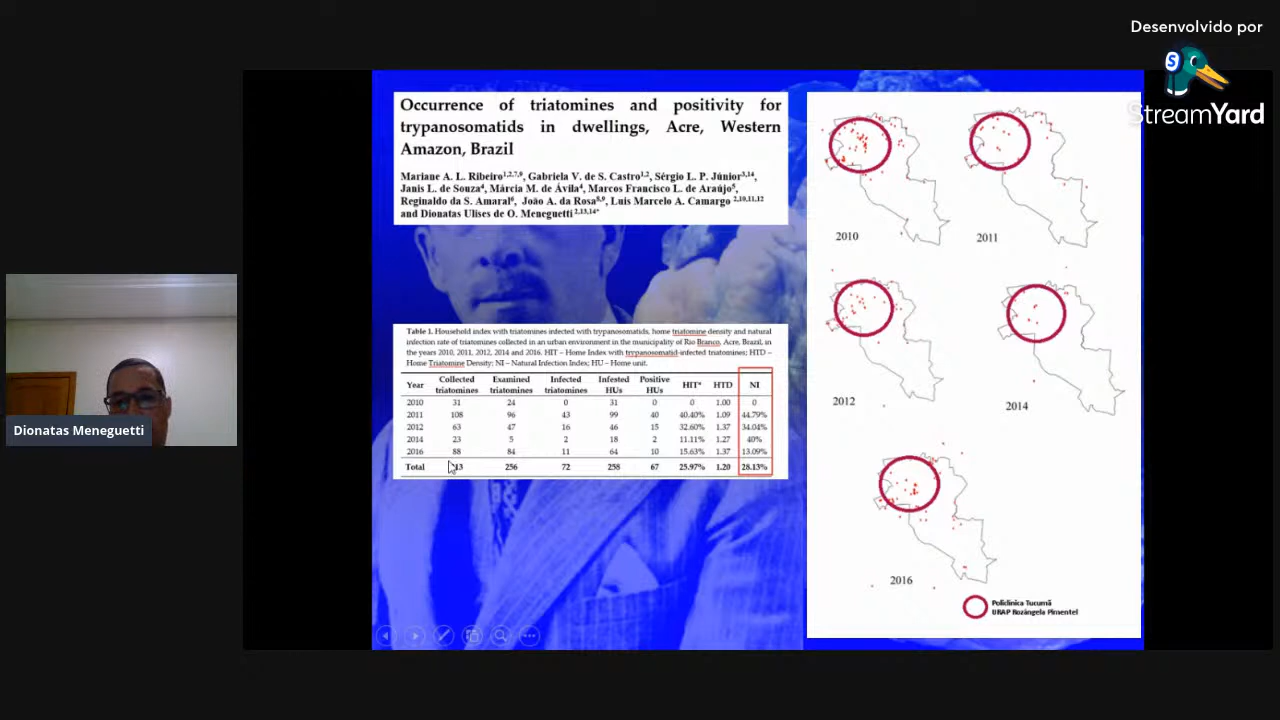 Desenvolvido por
S
StreamYard
Occurrence of triatomines and positivity for
trypanosomatids in dwellings, Acre, Western
Amazon, Brazil
Mariane A. L. Ribeiro1,2,7,9, Gabriela V. de S. Castro1,2, Sérgio L. P. Júnior3,14,
Janis L. de Souza4, Márcia M. de Ávila4, Marcos Francisco L. de Araújo5,
Reginaldo da S. Amaral6, João A. da Rosa8,9, Luis Marcelo A. Camargo 2,10,11,12
and Dionatas Ulises de O. Meneguetti 2,13,14*
Table 1. Household index with triatomines infected with trypanosomatids, home triatomine density and natural
infection rate of triatomines collected in an urban environment in the municipality of Rio Branco, Acre, Brazil, in
the years 2010, 2011, 2012, 2014 and 2016. HIT – Home Index with trypanosomatid-infected triatomines; HTD –
Home Triatomine Density; NI – Natural Infection Index; HU – Home unit.
Year Collected triatomines Examined triatomines Infected triatomines Infested HUs Positive HUs HIT* HTD NI
2010 31 24 0 31 0 0 1.00 0
2011 108 96 43 99 40 40.40% 1.09 44.79%
2012 63 47 16 46 15 32.60% 1.37 34.04%
2014 23 5 2 18 2 11.11% 1.27 40%
2016 88 84 11 64 10 15.63% 1.37 13.09%
Total 13 256 72 258 67 25.97% 1.20 28.13%
2010
2011
2012
2014
2016
Policlínica Tucumã
URAP Rozângela Pimentel
Dionatas Meneguetti